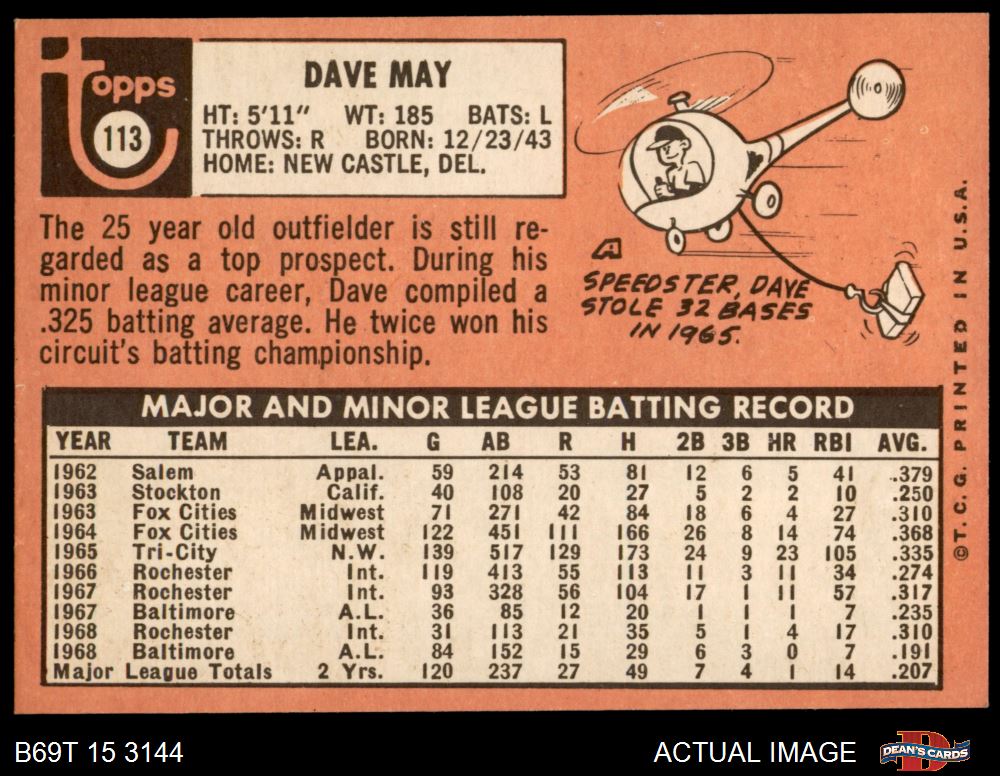 topps
113
DAVE MAY
HT: 5'11" WT: 185 BATS: L
THROWS: R BORN: 12/23/43
HOME: NEW CASTLE, DEL.
The 25 year old outfielder is still re-
garded as a top prospect. During his
minor league career, Dave compiled a
.325 batting average. He twice won his
circuit's batting championship.
A
SPEEDSTER, DAVE
STOLE 32 BASES
IN 1965.
©T. C. G. PRINTED IN U.S.A.
MAJOR AND MINOR LEAGUE BATTING RECORD
YEAR TEAM LEA. G AB R H 2B 3B HR RBI AVG.
1962 Salem Appal. 59 214 53 81 12 6 5 41 .379
1963 Stockton Calif. 40 108 20 27 5 2 2 10 .250
1963 Fox Cities Midwest 71 271 42 84 18 6 4 27 .310
1964 Fox Cities Midwest 122 451 111 166 26 8 14 74 .368
1965 Tri-City N.W. 139 517 129 173 24 9 23 105 .335
1966 Rochester Int. 119 413 55 113 11 3 11 34 .274
1967 Rochester Int. 93 328 56 104 17 1 11 57 .317
1967 Baltimore A.L. 36 85 12 20 1 1 1 7 .235
1968 Rochester Int. 31 113 21 35 5 1 4 17 .310
1968 Baltimore A.L. 84 152 15 29 6 3 0 7 .191
Major League Totals 2 Yrs. 120 237 27 49 7 4 1 14 .207
B69T 15 3144
ACTUAL IMAGE
D
DEAN'S CARDS